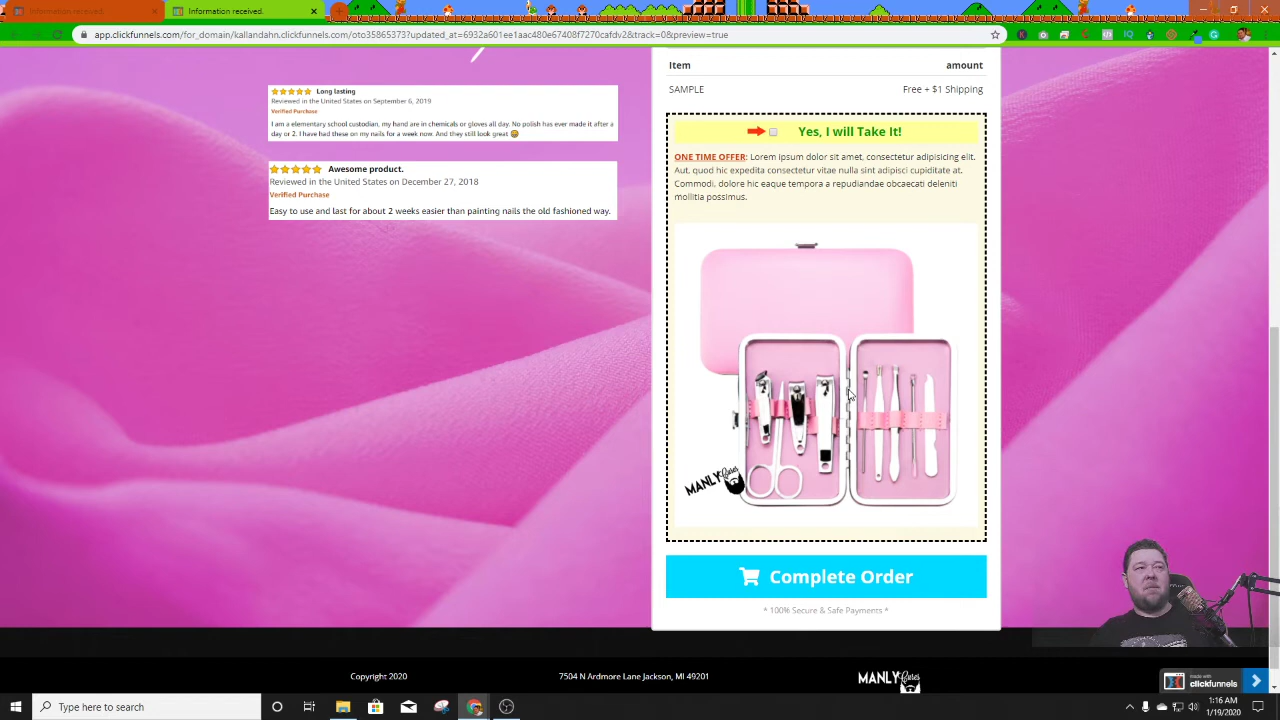 Information received.
Information received.
app.clickfunnels.com/for_domain/kallandahn.clickfunnels.com/oto35865373?updated_at=6932a601ee1aac480e67408f7270cafdv2&track=0&preview=true
Item amount
SAMPLE Free + $1 Shipping
Long lasting
Reviewed in the United States on September 6, 2019
Verified Purchase
I am a elementary school custodian, my hand are in chemicals or gloves all day. No polish has ever made it after a
day or 2. I have had these on my nails for a week now. And they still look great
Awesome product.
Reviewed in the United States on December 27, 2018
Verified Purchase
Easy to use and last for about 2 weeks easier than painting nails the old fashioned way.
Yes, I will Take It!
ONE TIME OFFER: Lorem ipsum dolor sit amet, consectetur adipisicing elit.
Aut, quod hic expedita consectetur vitae nulla sint adipisci cupiditate at.
Commodi, dolore hic eaque tempora a repudiandae obcaecati deleniti
mollitia possimus.
MANLY Cures
Complete Order
* 100% Secure & Safe Payments *
Copyright 2020
7504 N Ardmore Lane Jackson, MI 49201
MANLY Cures
made with
clickfunnels
Type here to search
1:16 AM
1/19/2020